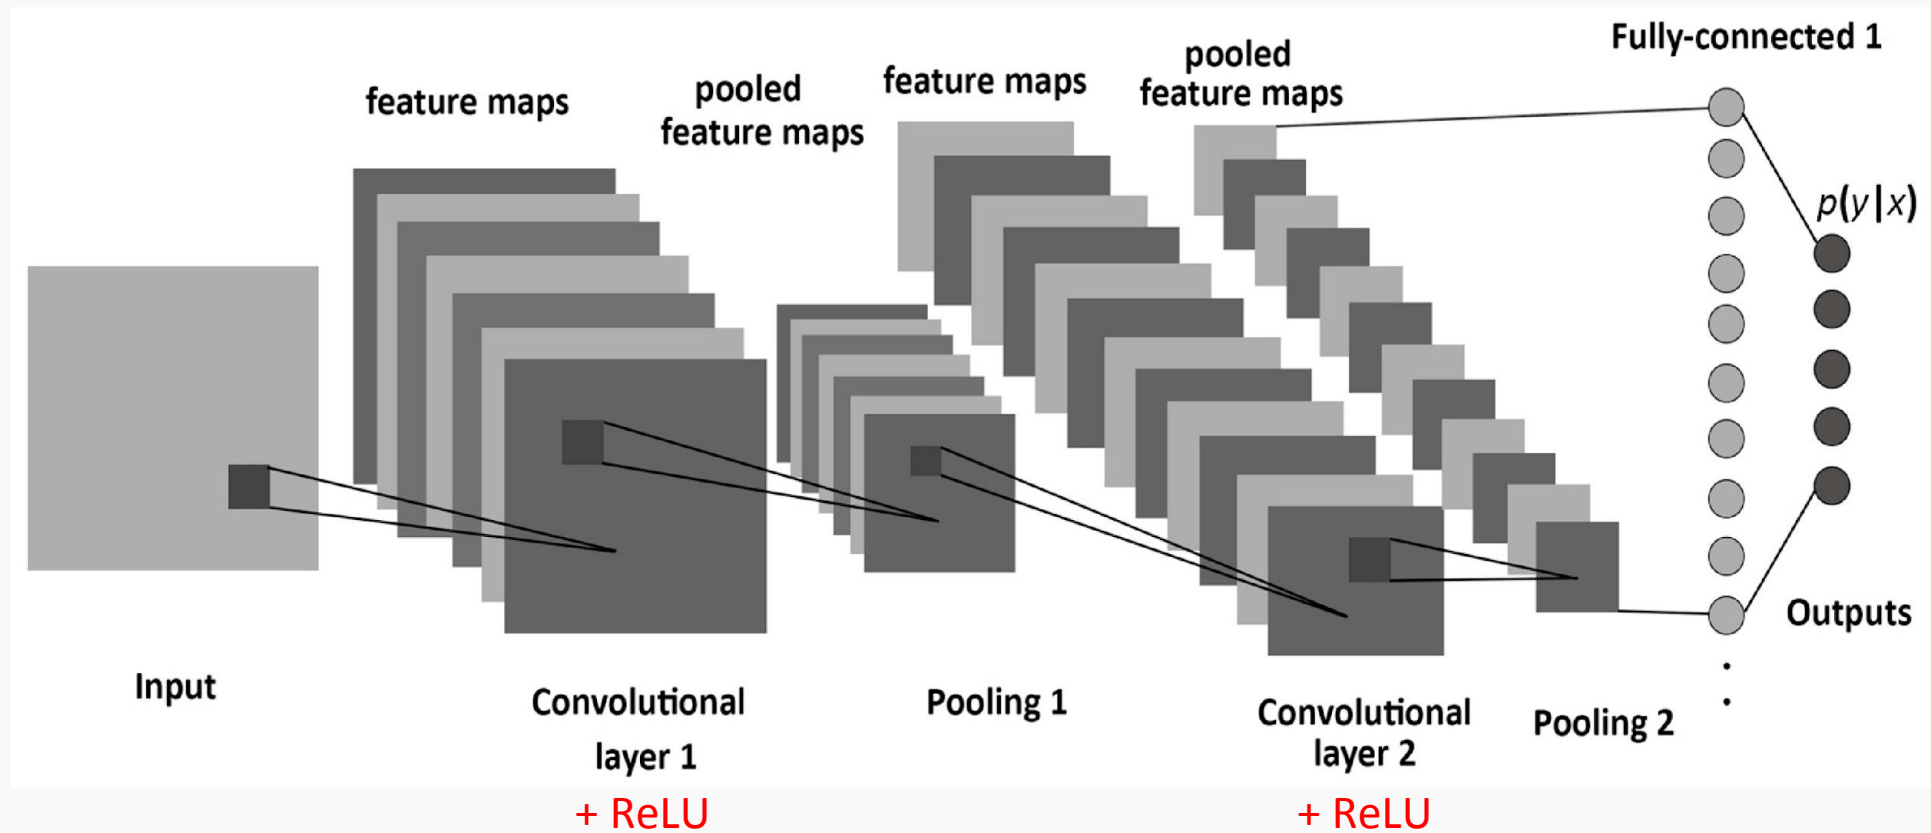 feature maps
pooled
feature maps
feature maps
pooled
feature maps
Fully-connected 1
p(y|x)
Outputs
Input
Convolutional
layer 1
+ ReLU
Pooling 1
Convolutional
layer 2
+ ReLU
Pooling 2